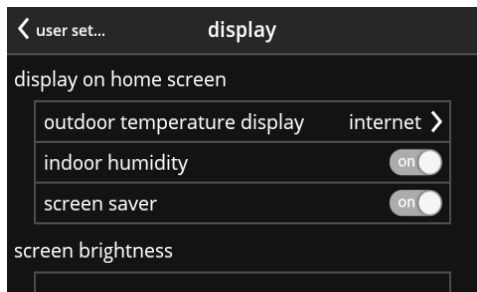 user set... display
display on home screen
outdoor temperature display internet
indoor humidity on
screen saver on
screen brightness